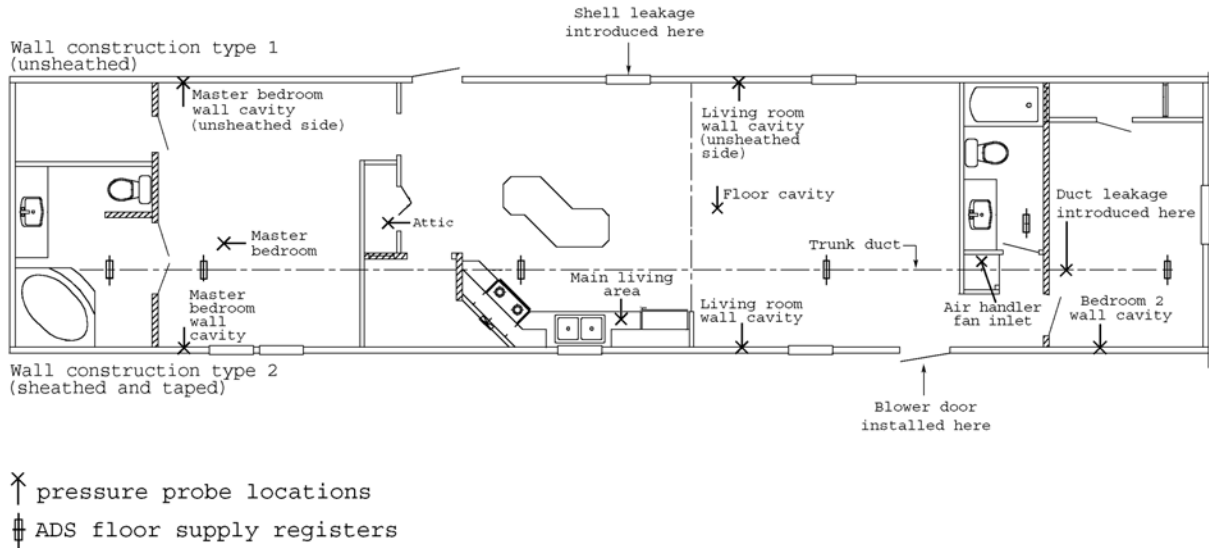 Shell leakage
introduced here
Wall construction type 1
(unsheathed)
Master bedroom
wall cavity
(unsheathed side)
Living room
wall cavity
(unsheathed
side)
Floor cavity
Duct leakage
introduced here
Attic
Master
bedroom
Trunk duct
Main living
area
Master
bedroom
wall
cavity
Living room
wall cavity
Air handler
fan inlet
Bedroom 2
wall cavity
Wall construction type 2
(sheathed and taped)
Blower door
installed here
pressure probe locations
ADS floor supply registers